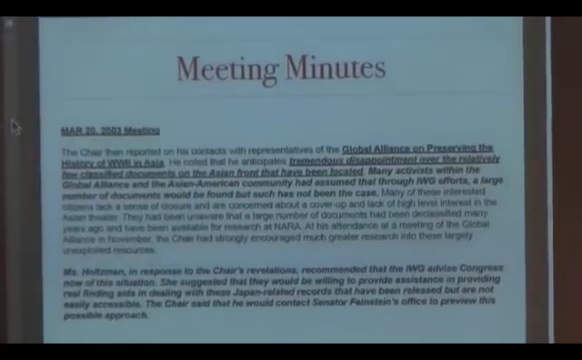 Meeting Minutes
MAR 20, 2003 Meeting
The Chair then reported on his contacts with representatives of the Global Alliance on Preserving the
History of WWII in Asia. He noted that he anticipates tremendous disappointment over the relatively
few classified documents on the Asian front that have been located. Many activists within the
Global Alliance and the Asian-American community had assumed that through IWG efforts, a large
number of documents would be found but such has not been the case. Many of these interested
citizens lack a sense of closure and are concerned about a cover-up and lack of high level interest in the
Asian theater. They had been unaware that a large number of documents had been declassified many
years ago and have been available for research at NARA. At his attendance at a meeting of the Global
Alliance in November, the Chair had strongly encouraged much greater research into these largely
unexploited resources.
Ms. Holtzman, in response to the Chair's revelations, recommended that the IWG advise Congress
now of this situation. She suggested that they would be willing to provide assistance in providing
real finding aids in dealing with these Japan-related records that have been released but are not
easily accessible. The Chair said that he would contact Senator Feinstein's office to preview this
possible approach.